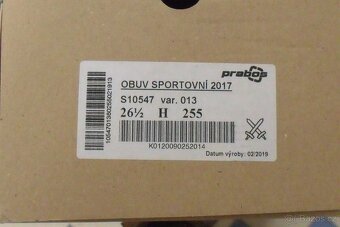 prabos
OBUV SPORTOVNÍ 2017
S10547 var. 013
26½ H 255
K0120090252014
Datum výroby: 02/2019